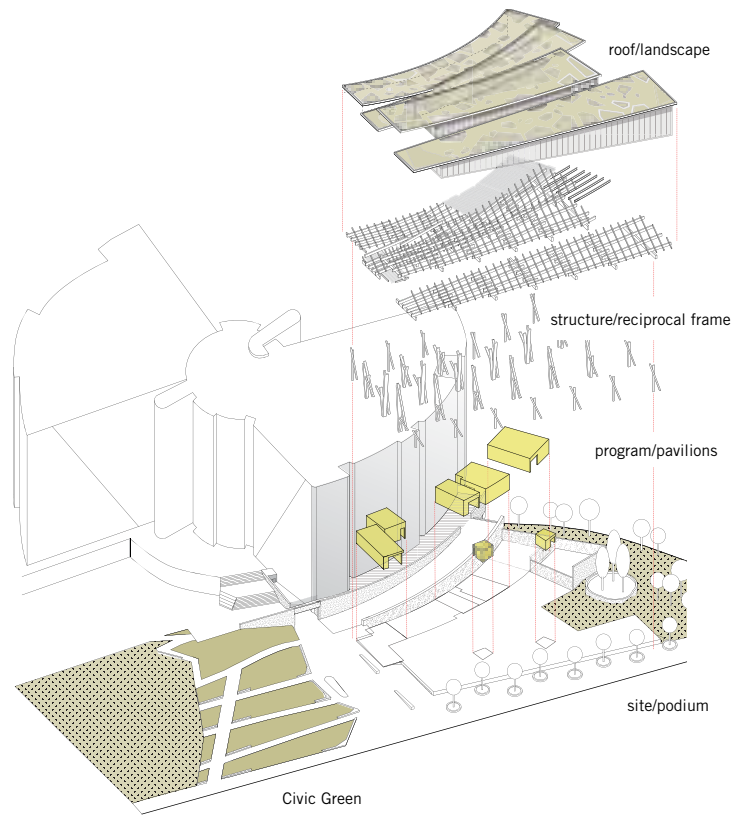 roof/landscape
structure/reciprocal frame
program/pavilions
site/podium
Civic Green